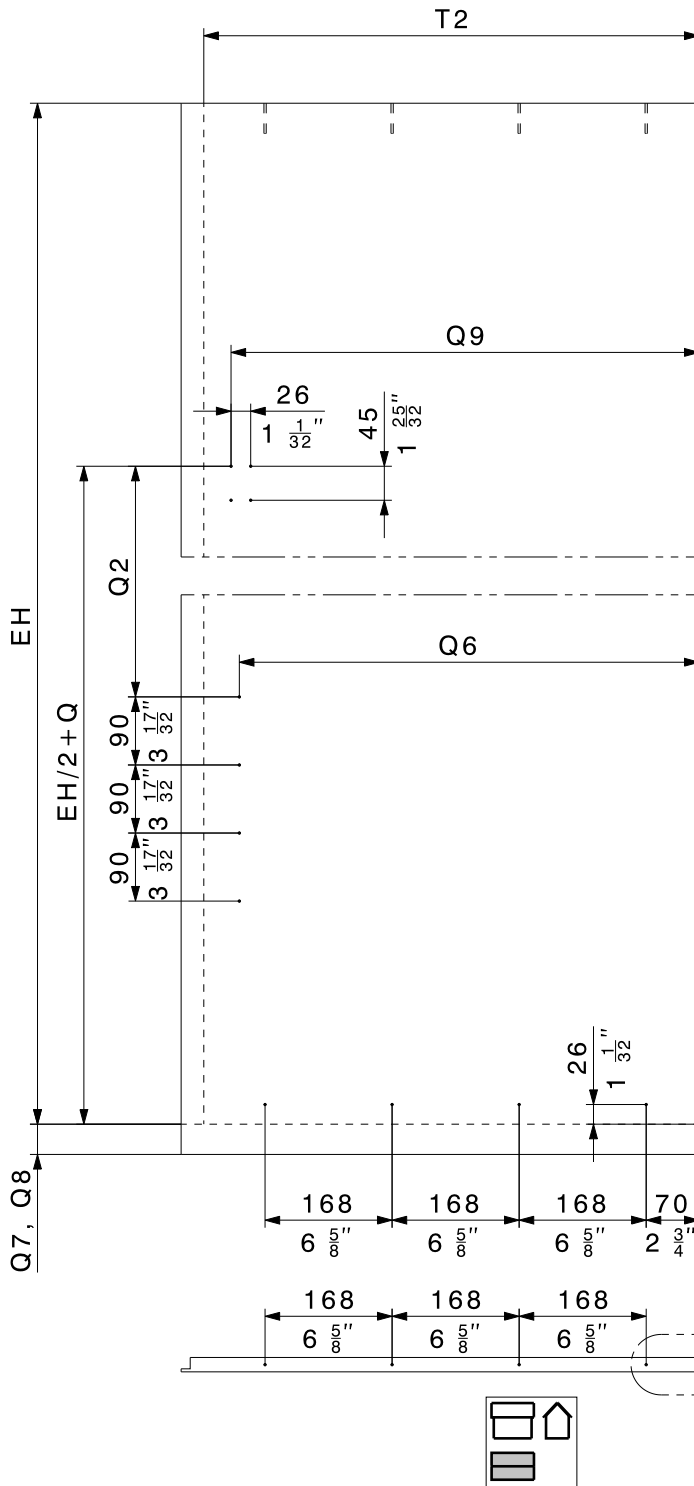 T2
Q9
26
1 1/32"
45
1 25/32"
EH
EH/2+Q
Q2
Q6
90
3 17/32"
90
3 17/32"
90
3 17/32"
26
1 1/32"
Q7, Q8
168 168 168 70
6 5/8" 6 5/8" 6 5/8" 2 3/4"
168 168 168
6 5/8" 6 5/8" 6 5/8"